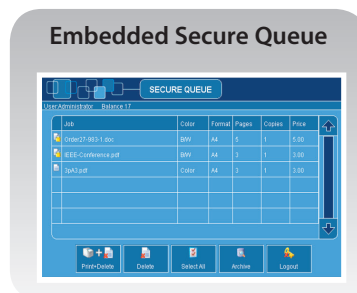 Embedded Secure Queue
SECURE QUEUE
User Administrator Balance 17
Job Color Format Pages Copies Price
Order27-993-1.doc B/W A4 5 1 5.00
IEEE-Conference.pdf B/W A4 3 1 3.00
3pA3.pdf Color A4 3 1 3.00
Print+Delete Delete Select All Archive Logout